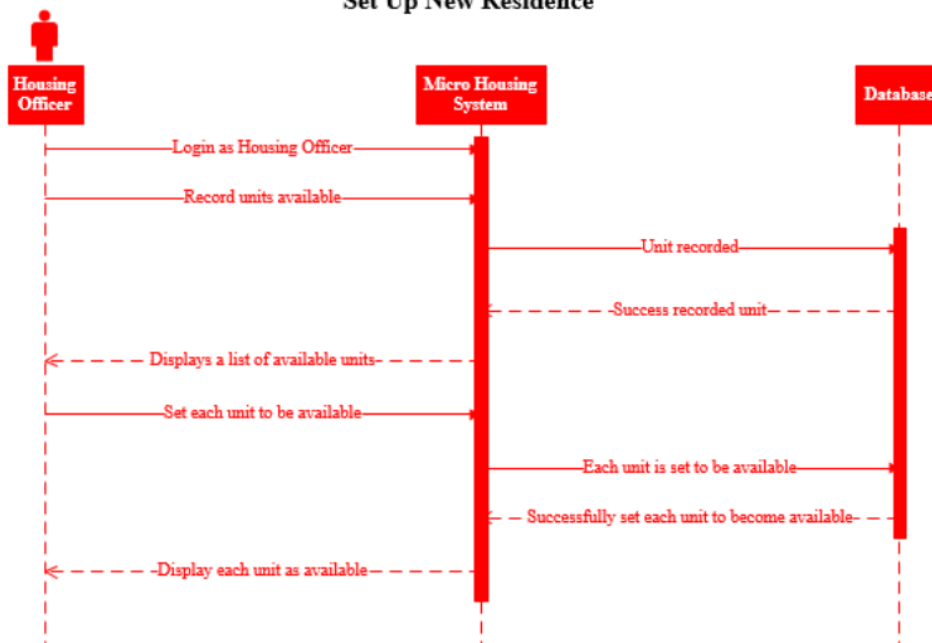 Set Up New Residence
Housing
Officer
Micro Housing
System
Database
Login as Housing Officer
Record units available
Unit recorded
Success recorded unit
Displays a list of available units
Set each unit to be available
Each unit is set to be available
Successfully set each unit to become available
Display each unit as available